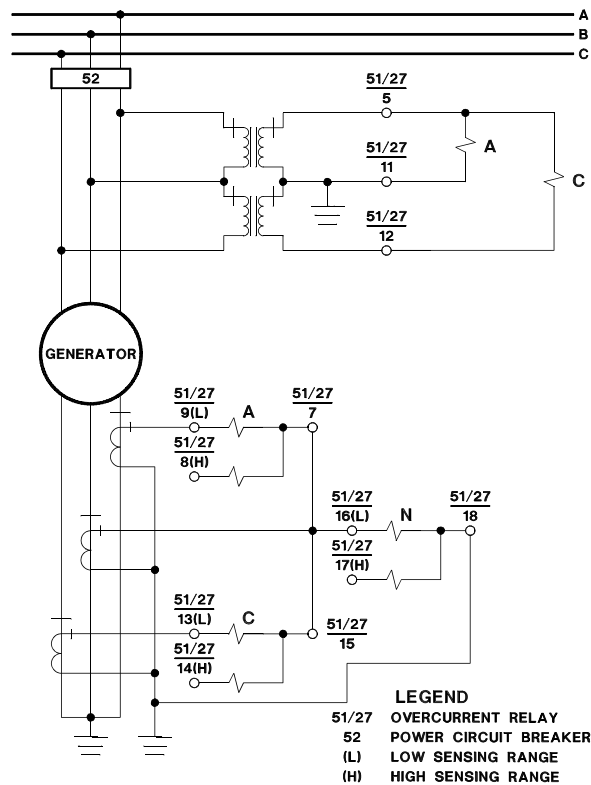 A
B
C
52
51/27
5
A
51/27
11
C
51/27
12
GENERATOR
51/27
9(L)
A
51/27
7
51/27
8(H)
51/27
16(L)
N
51/27
18
51/27
17(H)
51/27
13(L)
C
51/27
15
51/27
14(H)
LEGEND
51/27 OVERCURRENT RELAY
52 POWER CIRCUIT BREAKER
(L) LOW SENSING RANGE
(H) HIGH SENSING RANGE